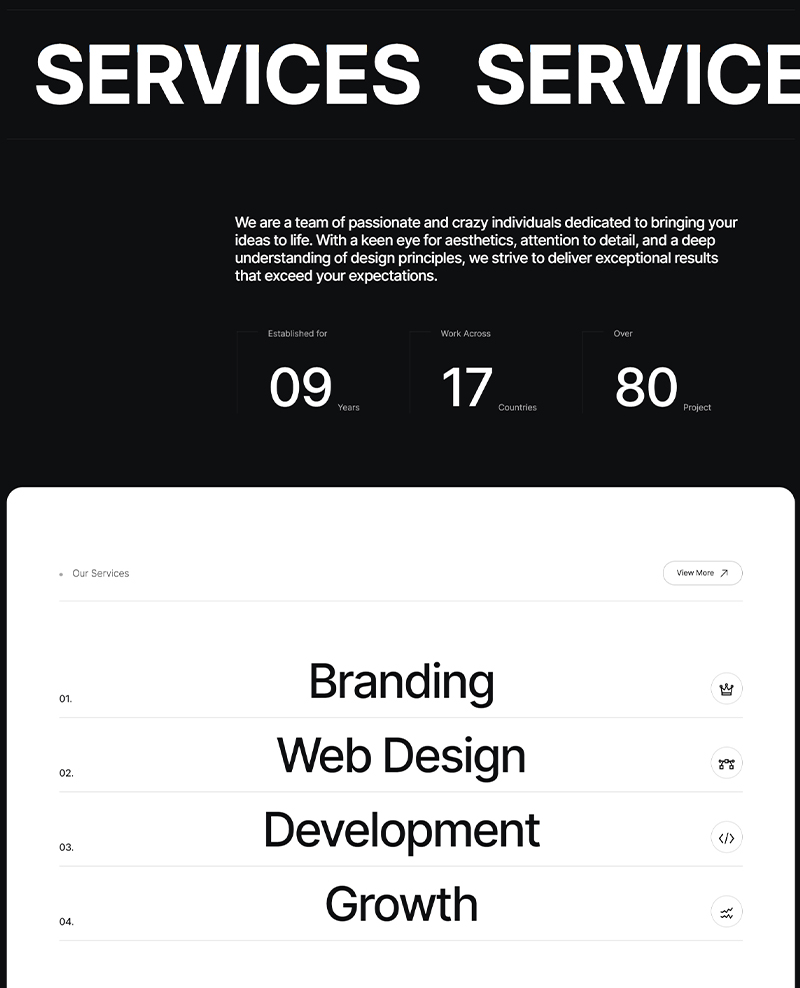 SERVICES SERVICE
We are a team of passionate and crazy individuals dedicated to bringing your
ideas to life. With a keen eye for aesthetics, attention to detail, and a deep
understanding of design principles, we strive to deliver exceptional results
that exceed your expectations.
Established for
09 Years
Work Across
17 Countries
Over
80 Project
Our Services
View More
01. Branding
02. Web Design
03. Development
04. Growth